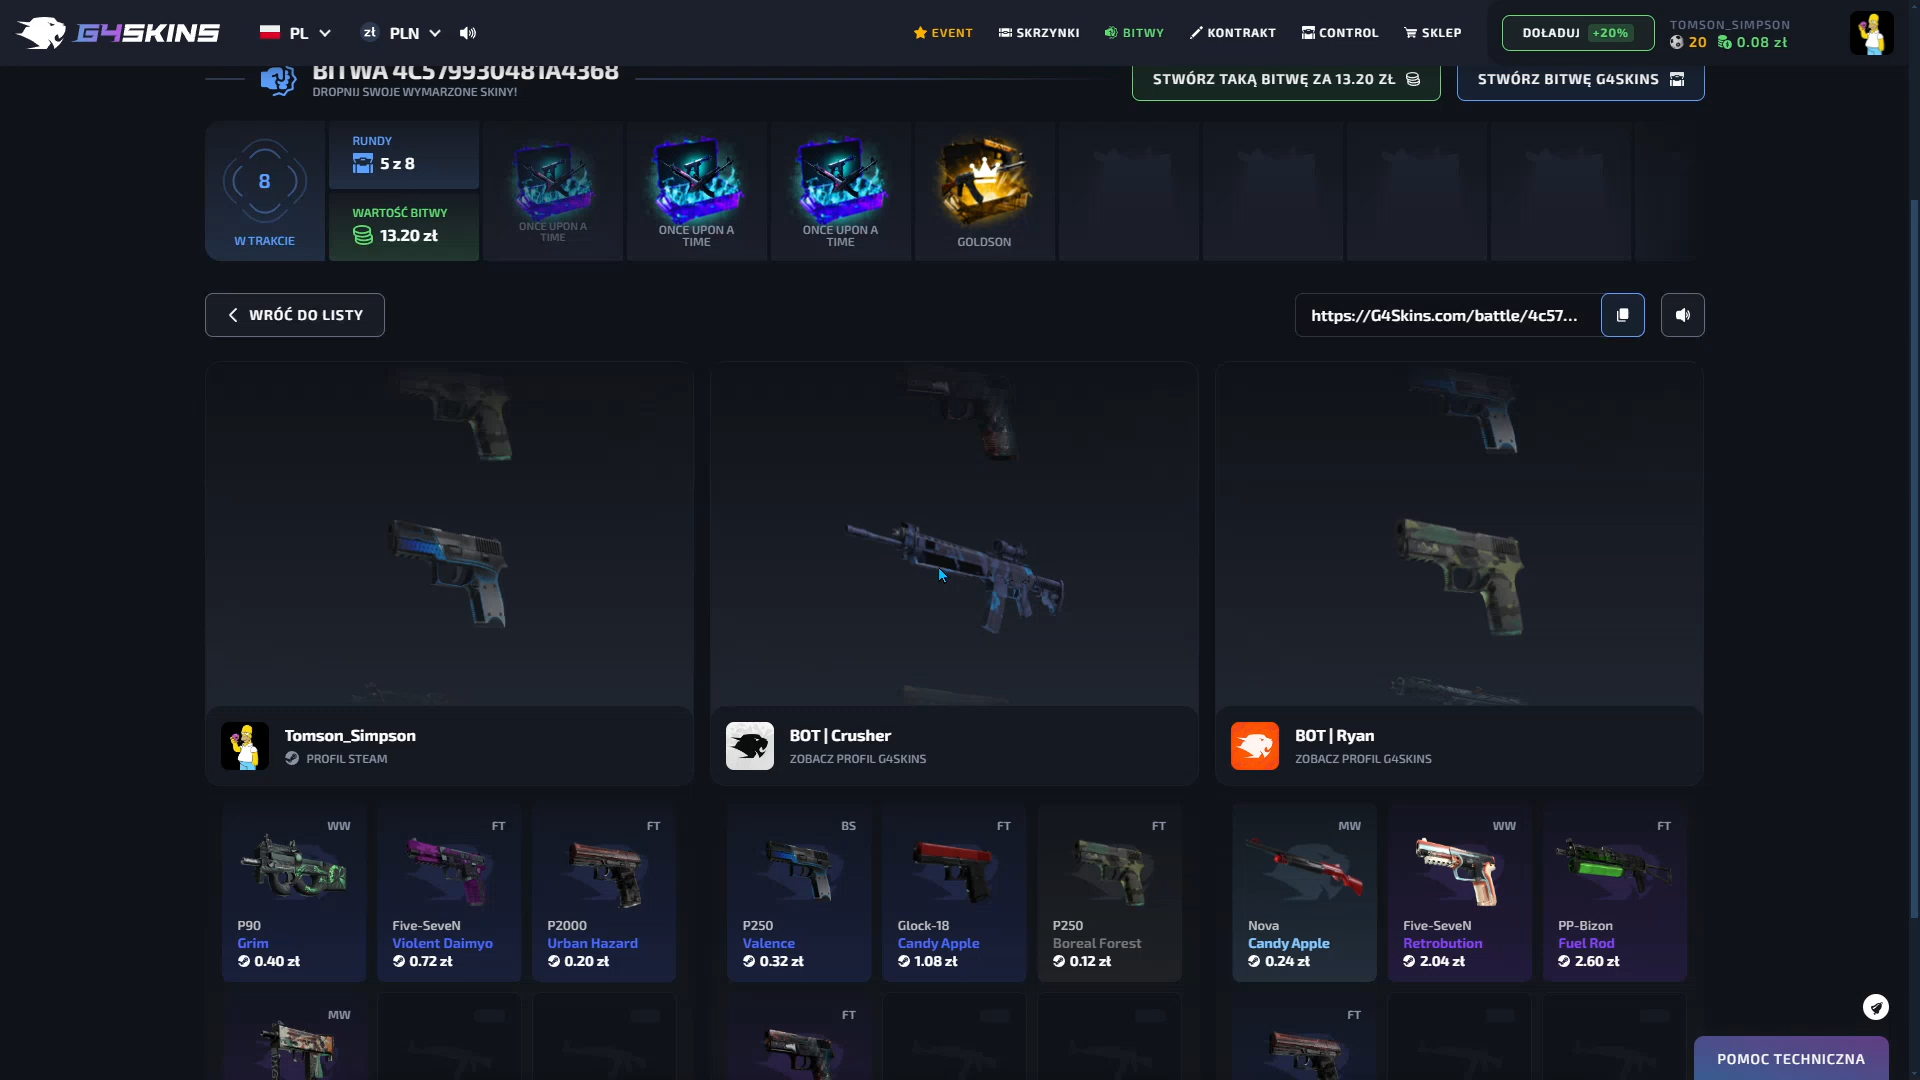 G4SKINS
PL
zł PLN
EVENT
SKRZYNKI
BITWY
KONTRAKT
CONTROL
SKLEP
DOŁADUJ +20%
TOMSON_SIMPSON
20 0.08 zł
BITWA 4C579930481A4368
DROPNIJ SWOJE WYMARZONE SKINY!
STWÓRZ TAKĄ BITWĘ ZA 13.20 ZŁ
STWÓRZ BITWĘ G4SKINS
8
W TRAKCIE
RUNDY
5 z 8
WARTOŚĆ BITWY
13.20 zł
ONCE UPON A
TIME
ONCE UPON A
TIME
ONCE UPON A
TIME
GOLDSON
WRÓĆ DO LISTY
https://G4Skins.com/battle/4c57...
Tomson_Simpson
PROFIL STEAM
BOT | Crusher
ZOBACZ PROFIL G4SKINS
BOT | Ryan
ZOBACZ PROFIL G4SKINS
WW
P90
Grim
0.40 zł
FT
Five-SeveN
Violent Daimyo
0.72 zł
FT
P2000
Urban Hazard
0.20 zł
BS
P250
Valence
0.32 zł
FT
Glock-18
Candy Apple
1.08 zł
FT
P250
Boreal Forest
0.12 zł
MW
Nova
Candy Apple
0.24 zł
WW
Five-SeveN
Retrobution
2.04 zł
FT
PP-Bizon
Fuel Rod
2.60 zł
MW
FT
FT
POMOC TECHNICZNA